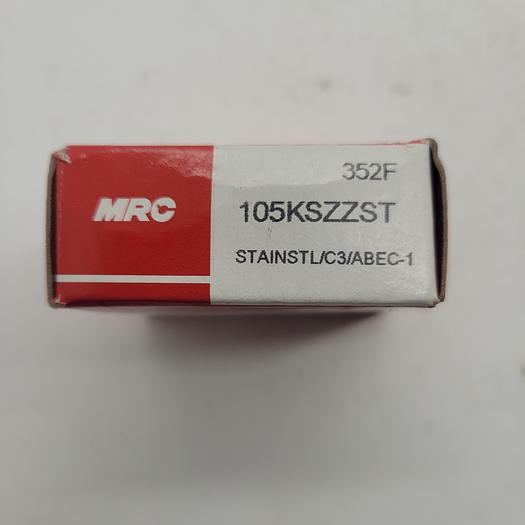 MRC
352F
105KSZZST
STAINSTL/C3/ABEC-1